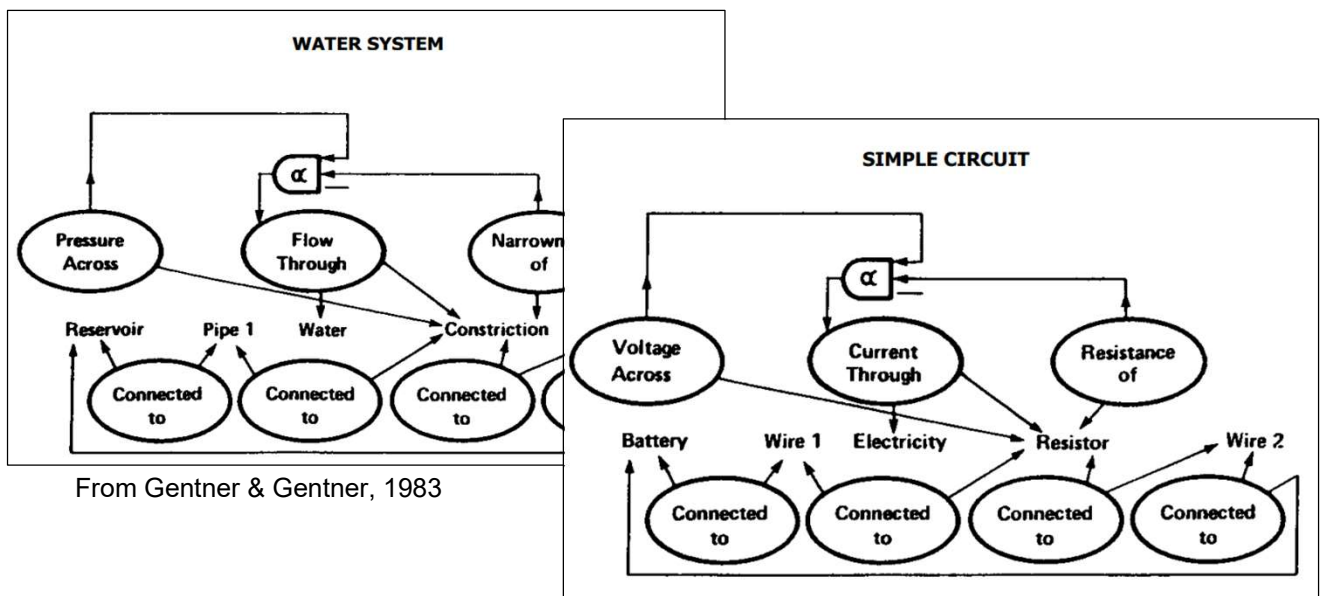 WATER SYSTEM
α
Pressure
Across
Flow
Through
Narrown
of
Reservoir
Pipe 1
Water
Constriction
Connected
to
Connected
to
Connected
to
From Gentner & Gentner, 1983
SIMPLE CIRCUIT
α
Voltage
Across
Current
Through
Resistance
of
Battery
Wire 1
Electricity
Resistor
Wire 2
Connected
to
Connected
to
Connected
to
Connected
to